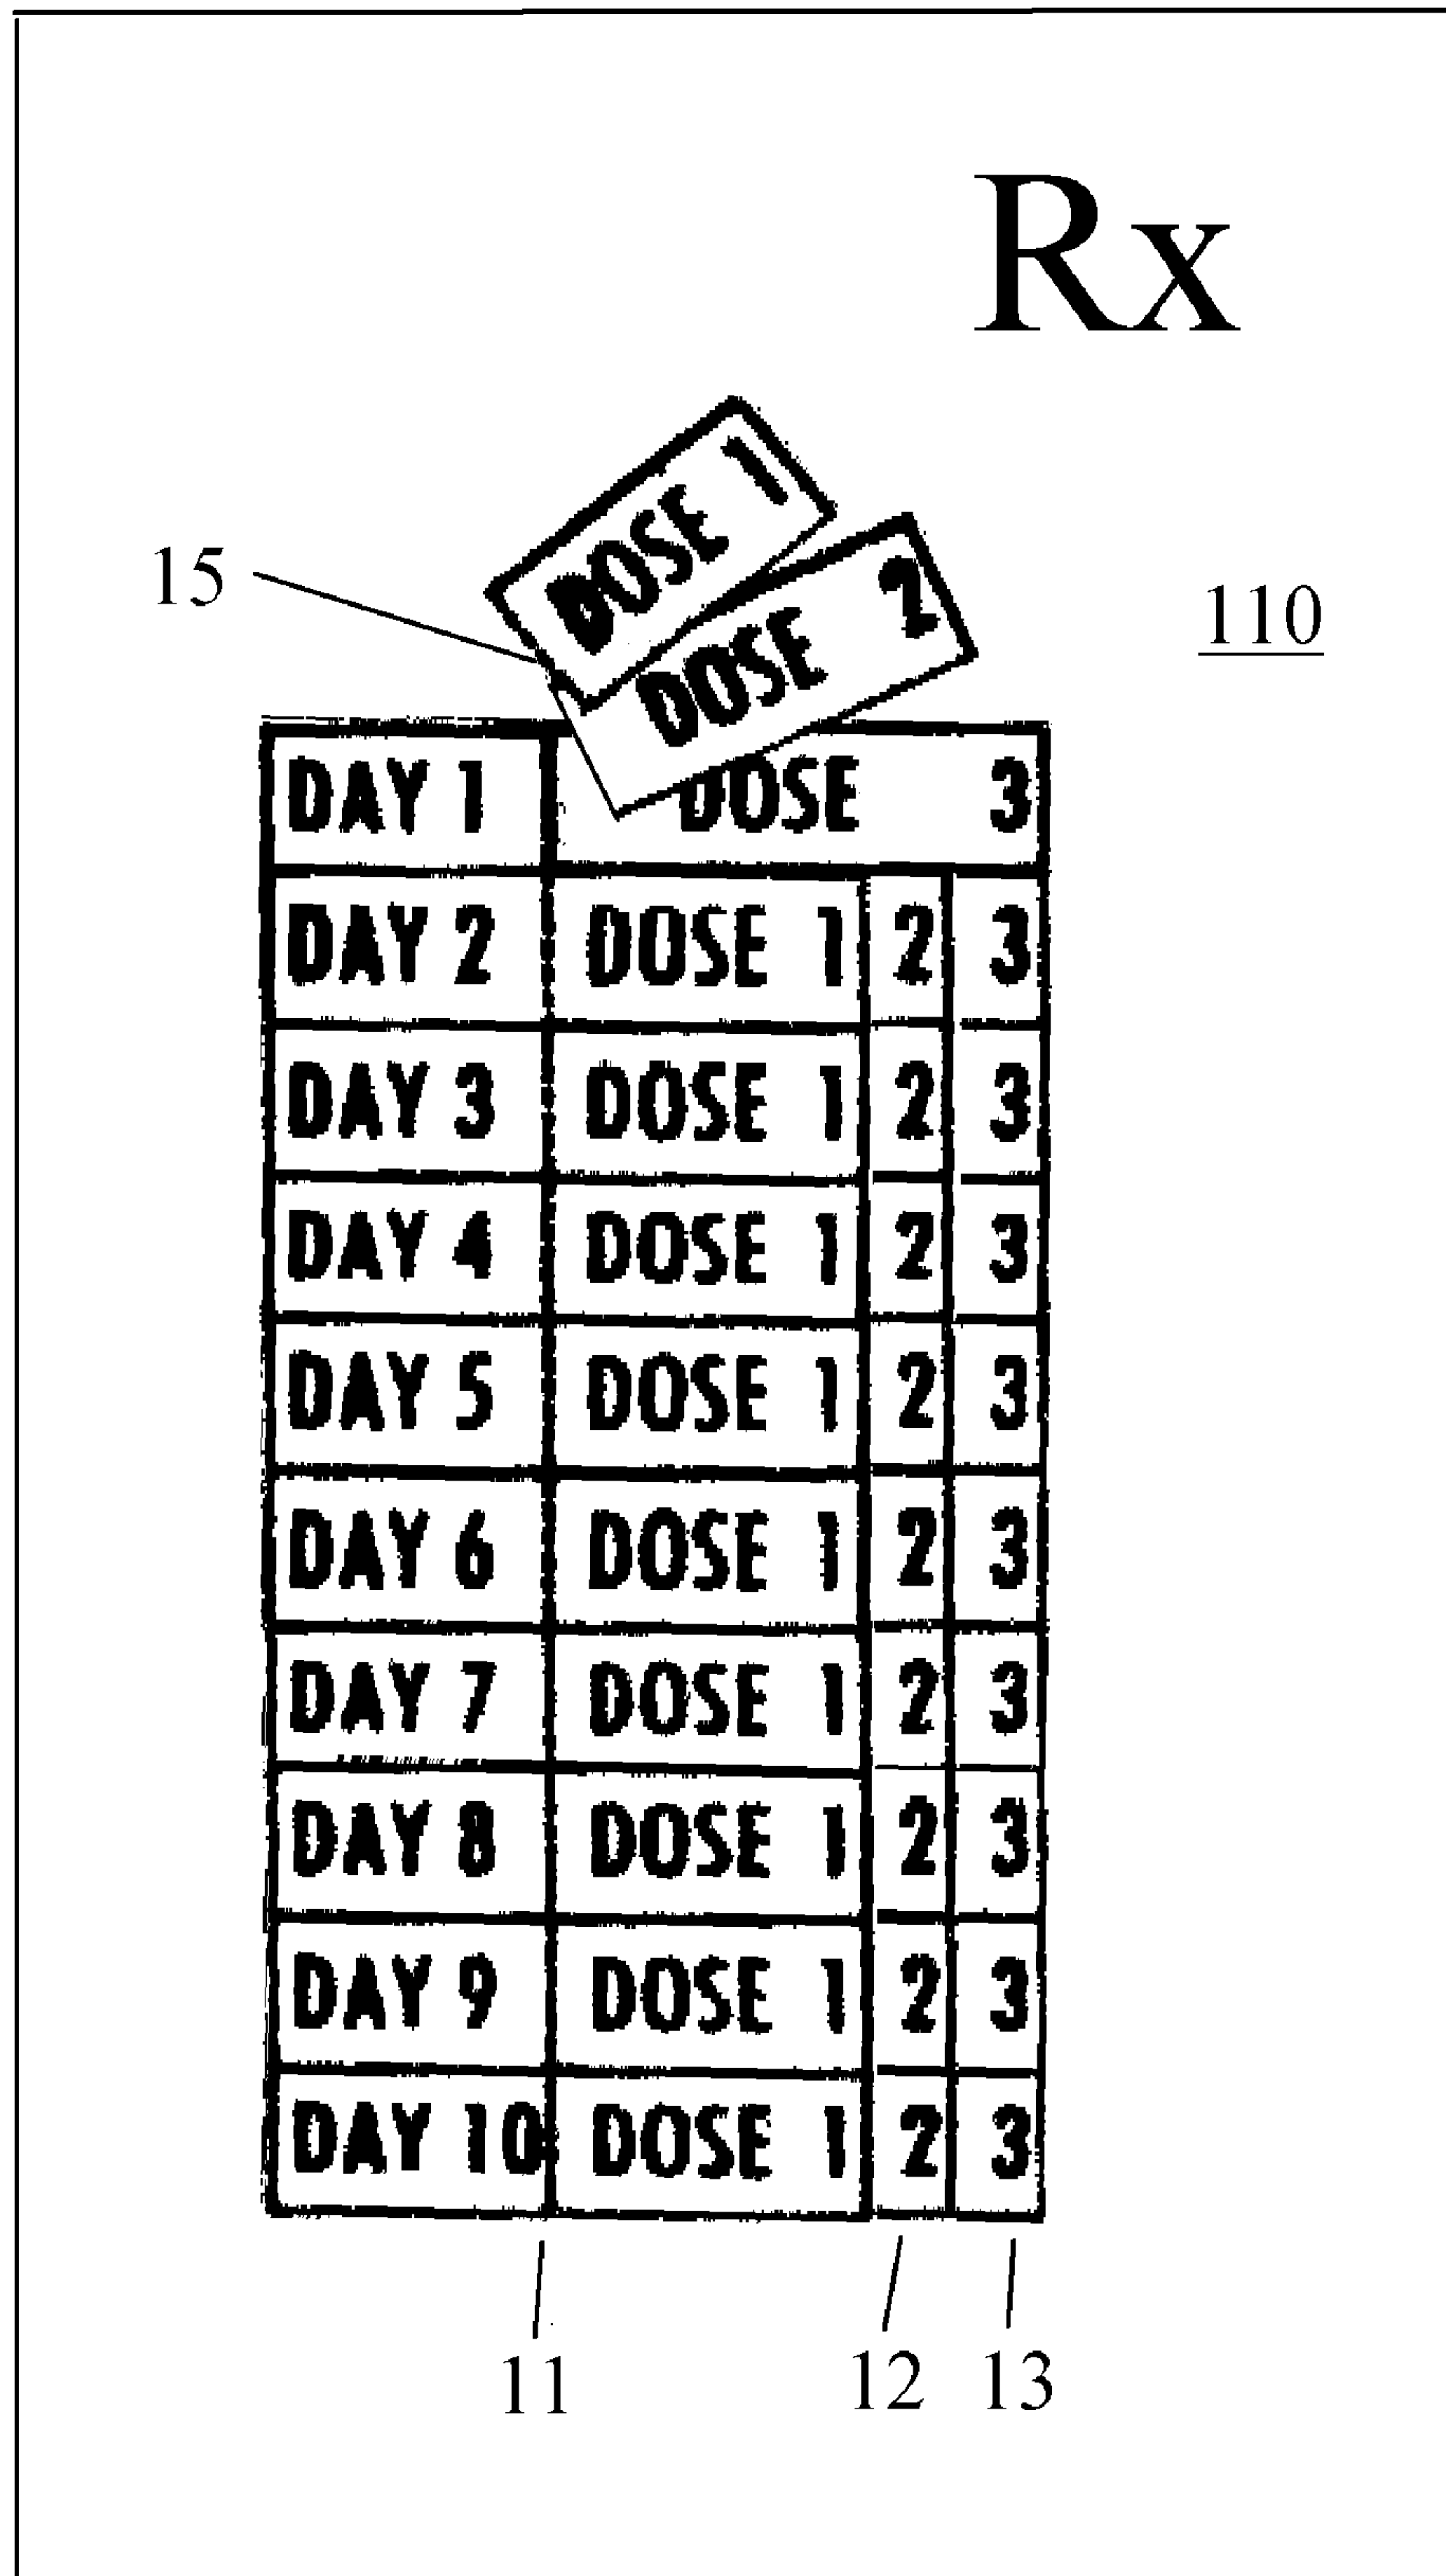 Rx
DOSE 1
15
DOSE 2
110
DAY 1 DOSE 3
DAY 2 DOSE 1 2 3
DAY 3 DOSE 1 2 3
DAY 4 DOSE 1 2 3
DAY 5 DOSE 1 2 3
DAY 6 DOSE 1 2 3
DAY 7 DOSE 1 2 3
DAY 8 DOSE 1 2 3
DAY 9 DOSE 1 2 3
DAY 10 DOSE 1 2 3
11 12 13